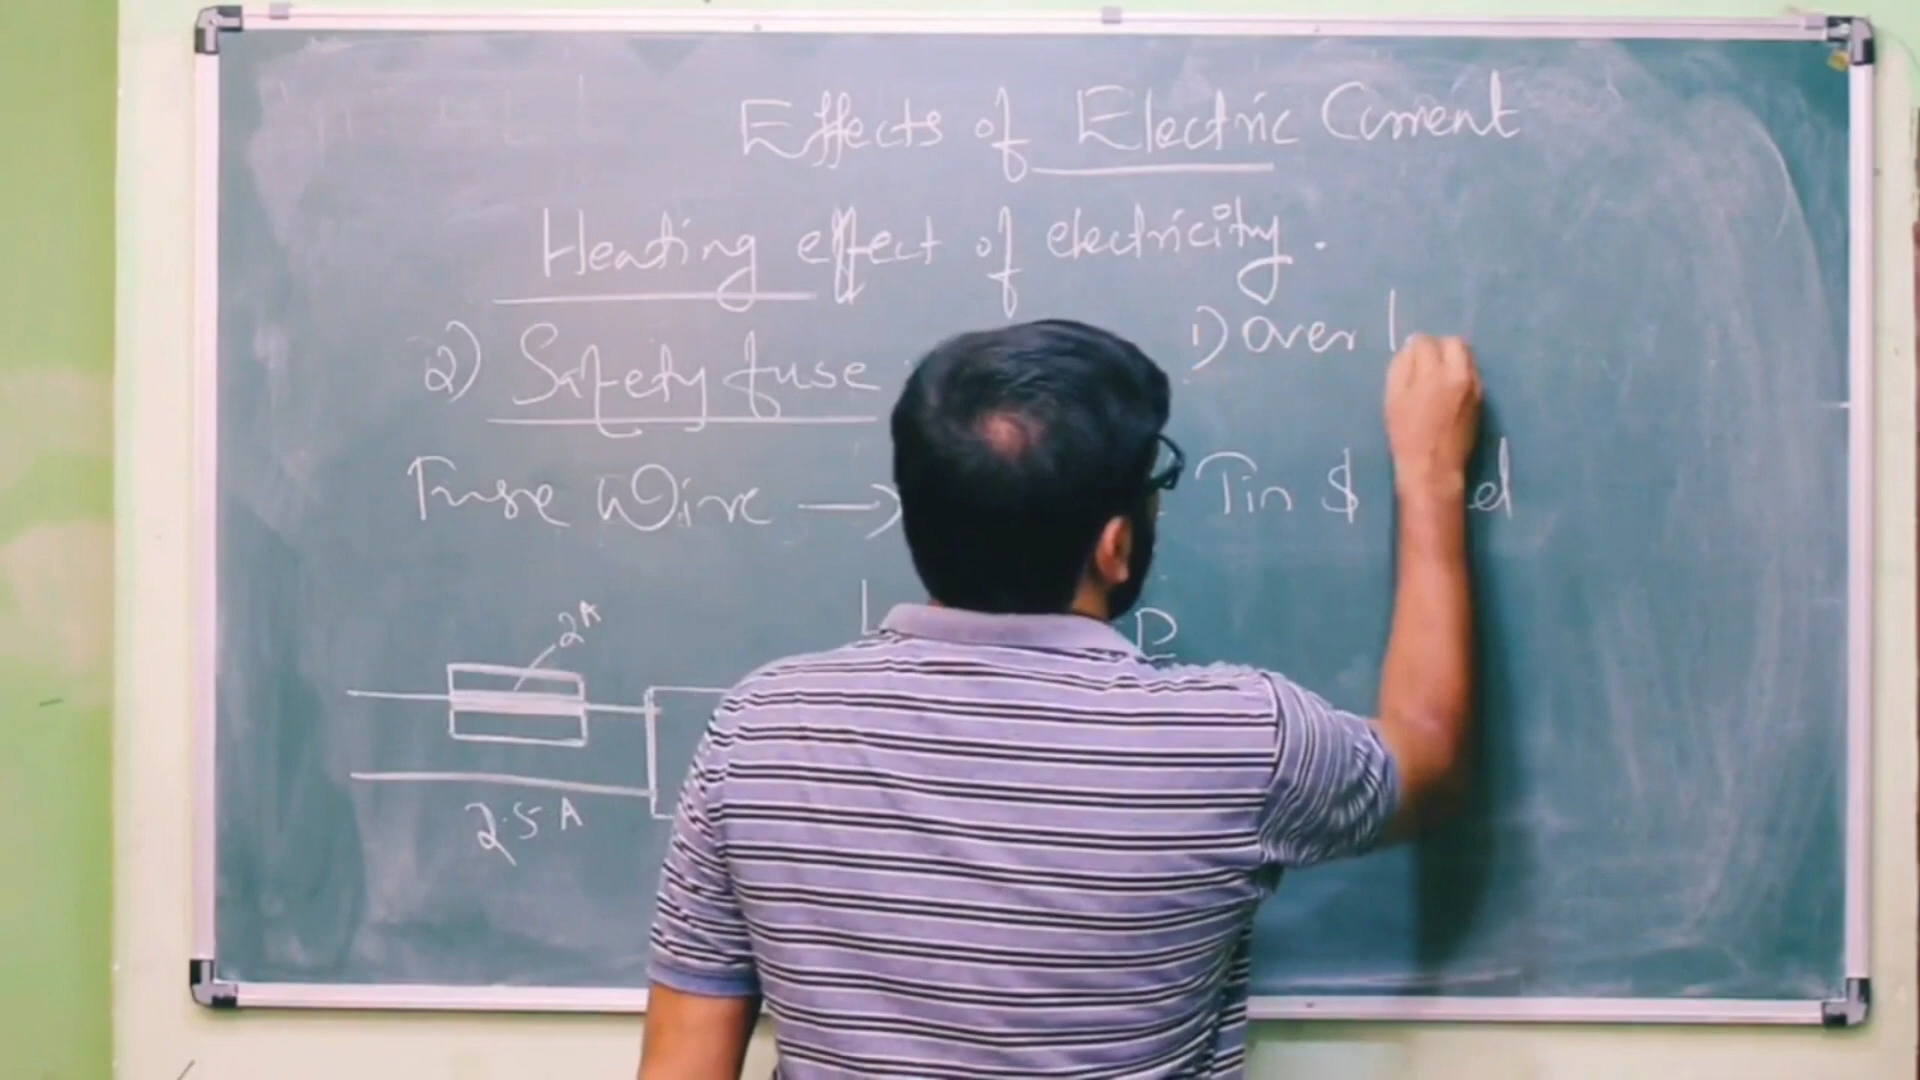 Effects of Electric Current
Heating effect of electricity.
2) Safety fuse
1) Over
Fuse Wire → Tin $
2A
2.5 A